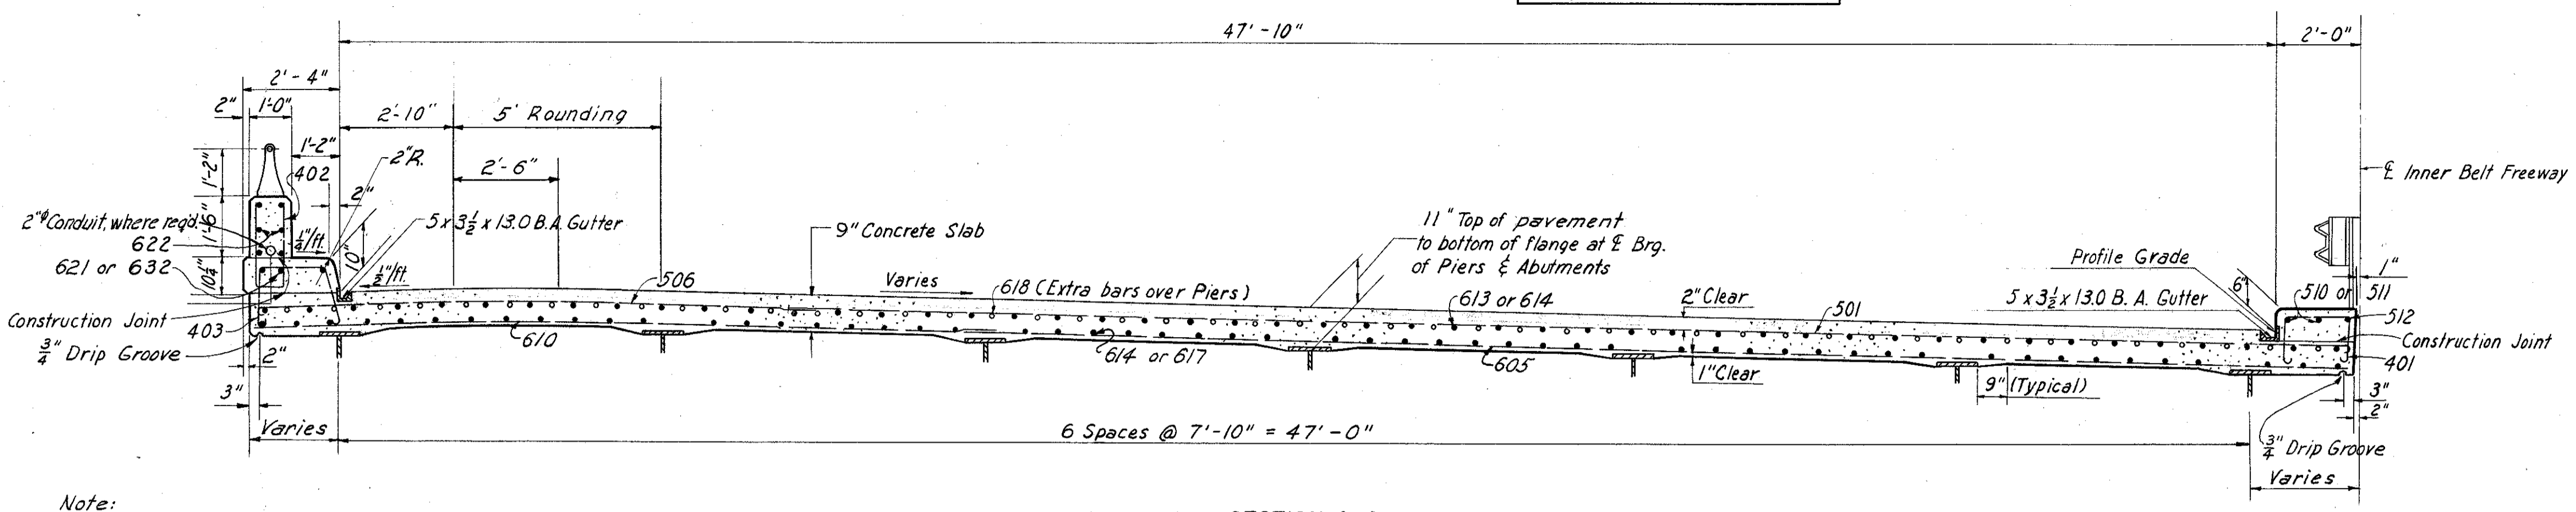 47'-10"
2'-0"
2'-4"
2"
1'-0"
2'-10"
5' Rounding
1'-2"
2"R.
2'-6"
1'-2"
402
2"
℄ Inner Belt Freeway
2"⌀ Conduit, where reqd.
1'-6"
5 x 3½ x 13.0 B.A. Gutter
622
¼"/ft.
9" Concrete Slab
11" Top of pavement
to bottom of flange at ℄ Brg.
of Piers & Abutments
621 or 632
10¼"
10"
½"/ft.
506
Varies
618 (Extra bars over Piers)
613 or 614
2" Clear
Profile Grade
1"
6"
5 x 3½ x 13.0 B.A. Gutter
510 or 511
501
512
Construction Joint
403
¾" Drip Groove
2"
610
614 or 617
605
1" Clear
Construction Joint
401
9" (Typical)
3"
3"
2"
Varies
6 Spaces @ 7'-10" = 47'-0"
¾" Drip Groove
Varies
Note: